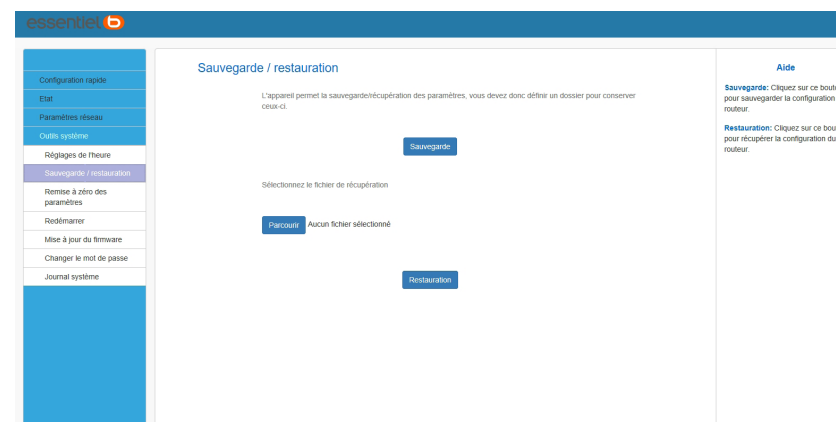 essentiel b
Configuration rapide
Etat
Paramètres réseau
Outils système
Réglages de l'heure
Sauvegarde / restauration
Remise à zéro des
paramètres
Redémarrer
Mise à jour du firmware
Changer le mot de passe
Journal système
Sauvegarde / restauration
L'appareil permet la sauvegarde/récupération des paramètres, vous devez donc définir un dossier pour conserver
ceux-ci.
Sauvegarde
Sélectionnez le fichier de récupération
Parcourir Aucun fichier sélectionné
Restauration
Aide
Sauvegarde: Cliquez sur ce bout
pour sauvegarder la configuration
routeur.
Restauration: Cliquez sur ce bou
pour récupérer la configuration du
routeur.